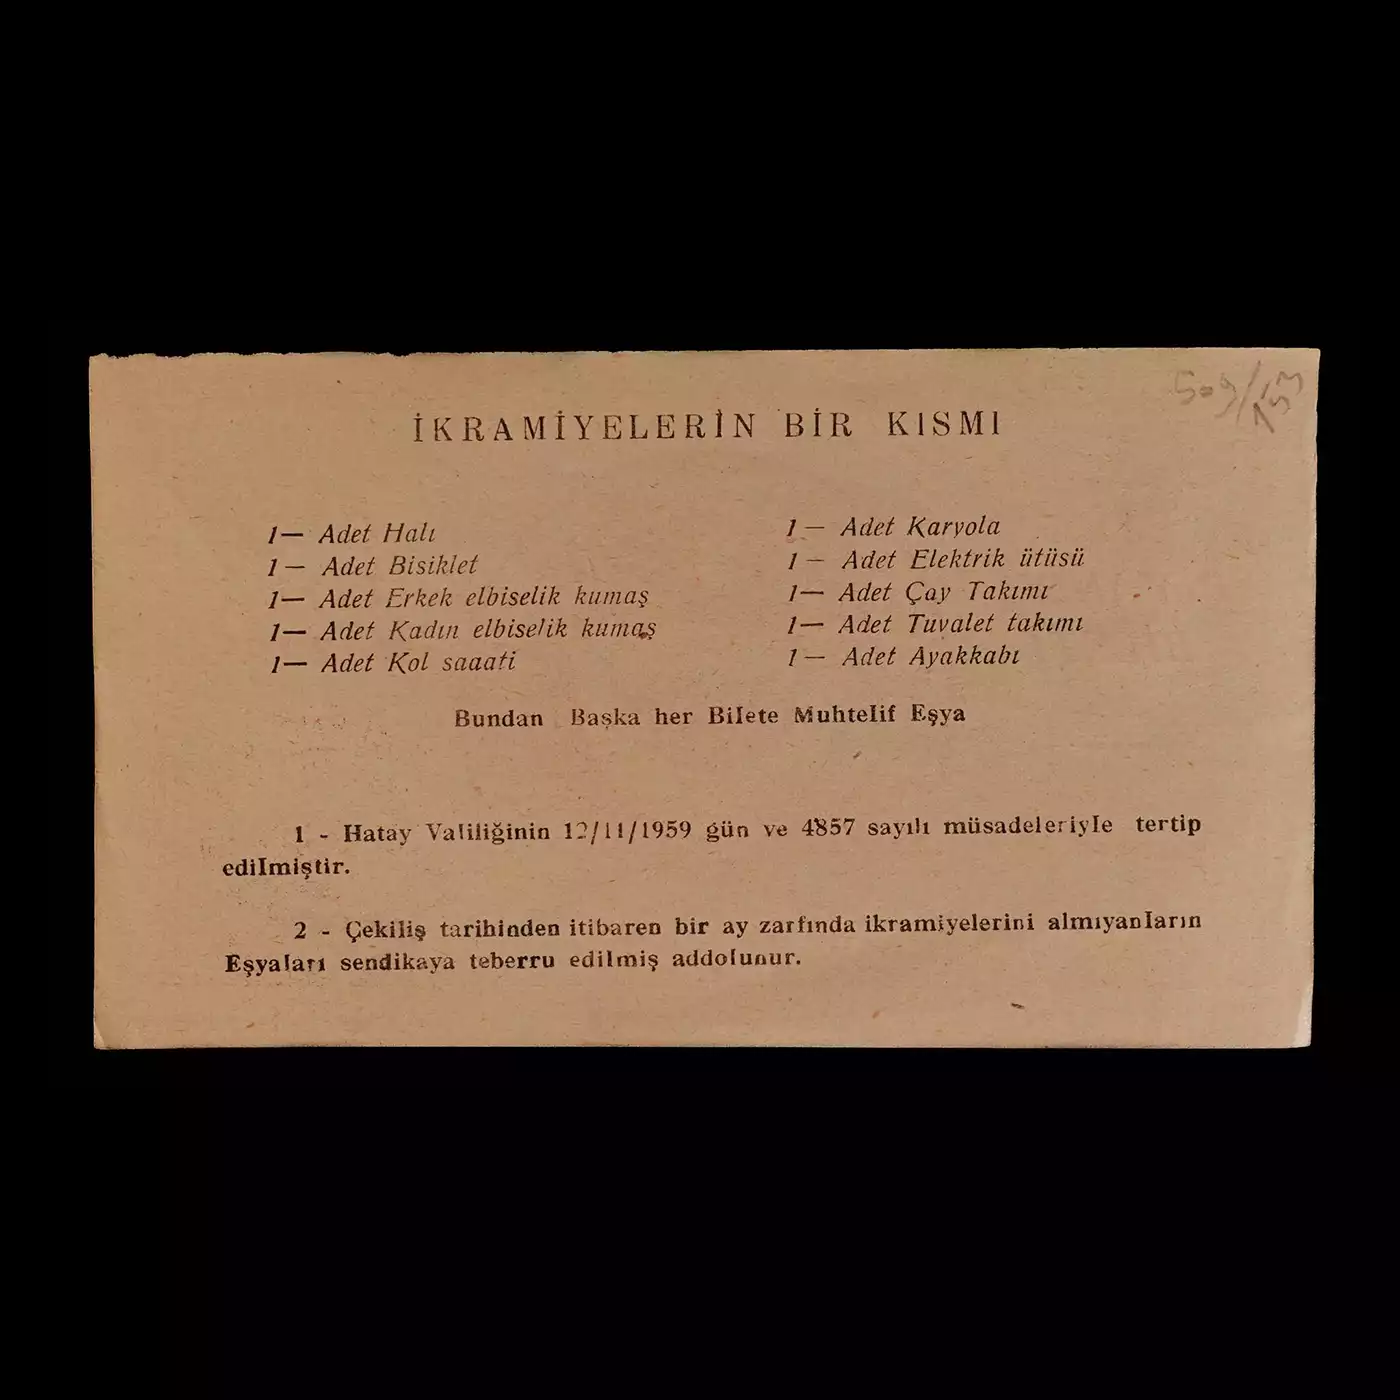 İKRAMİYELERİN BİR KISMI
1— Adet Halı
1— Adet Bisiklet
1— Adet Erkek elbiselik kumaş
1— Adet Kadın elbiselik kumaş
1— Adet Kol saaati
1— Adet Karyola
1— Adet Elektrik ütüsü
1— Adet Çay Takımı
1— Adet Tuvalet takımı
1— Adet Ayakkabı
Bundan Başka her Bilete Muhtelif Eşya
1 - Hatay Valiliğinin 12/11/1959 gün ve 4857 sayılı müsadeleriyle tertip
edilmiştir.
2 - Çekiliş tarihinden itibaren bir ay zarfında ikramiyelerini almıyanların
Eşyaları sendikaya teberru edilmiş addolunur.